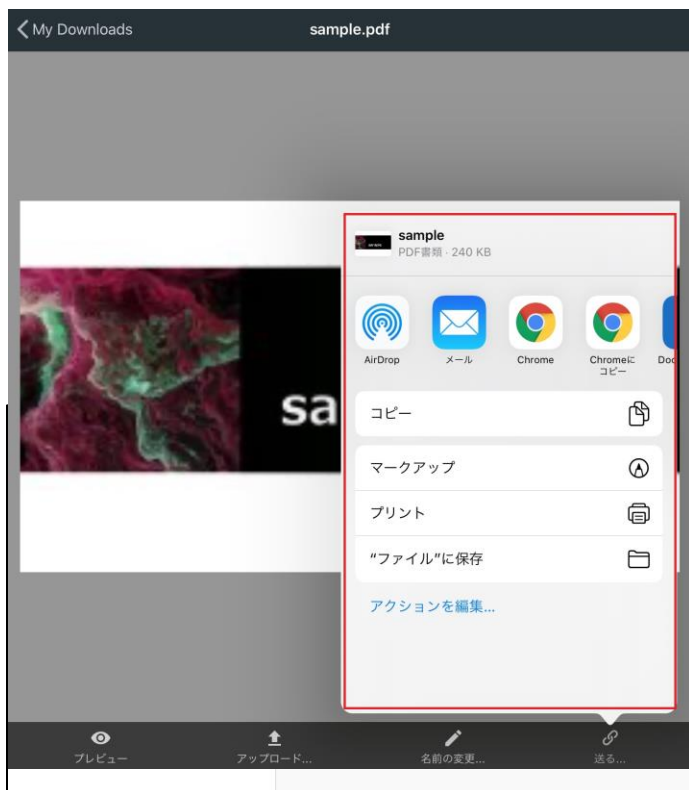 My Downloads
sample.pdf
sample
PDF書類 · 240 KB
AirDrop
メール
Chrome
Chromeに
コピー
Doc
sa
コピー
マークアップ
プリント
“ファイル”に保存
アクションを編集...
プレビュー
アップロード...
名前の変更...
送る...